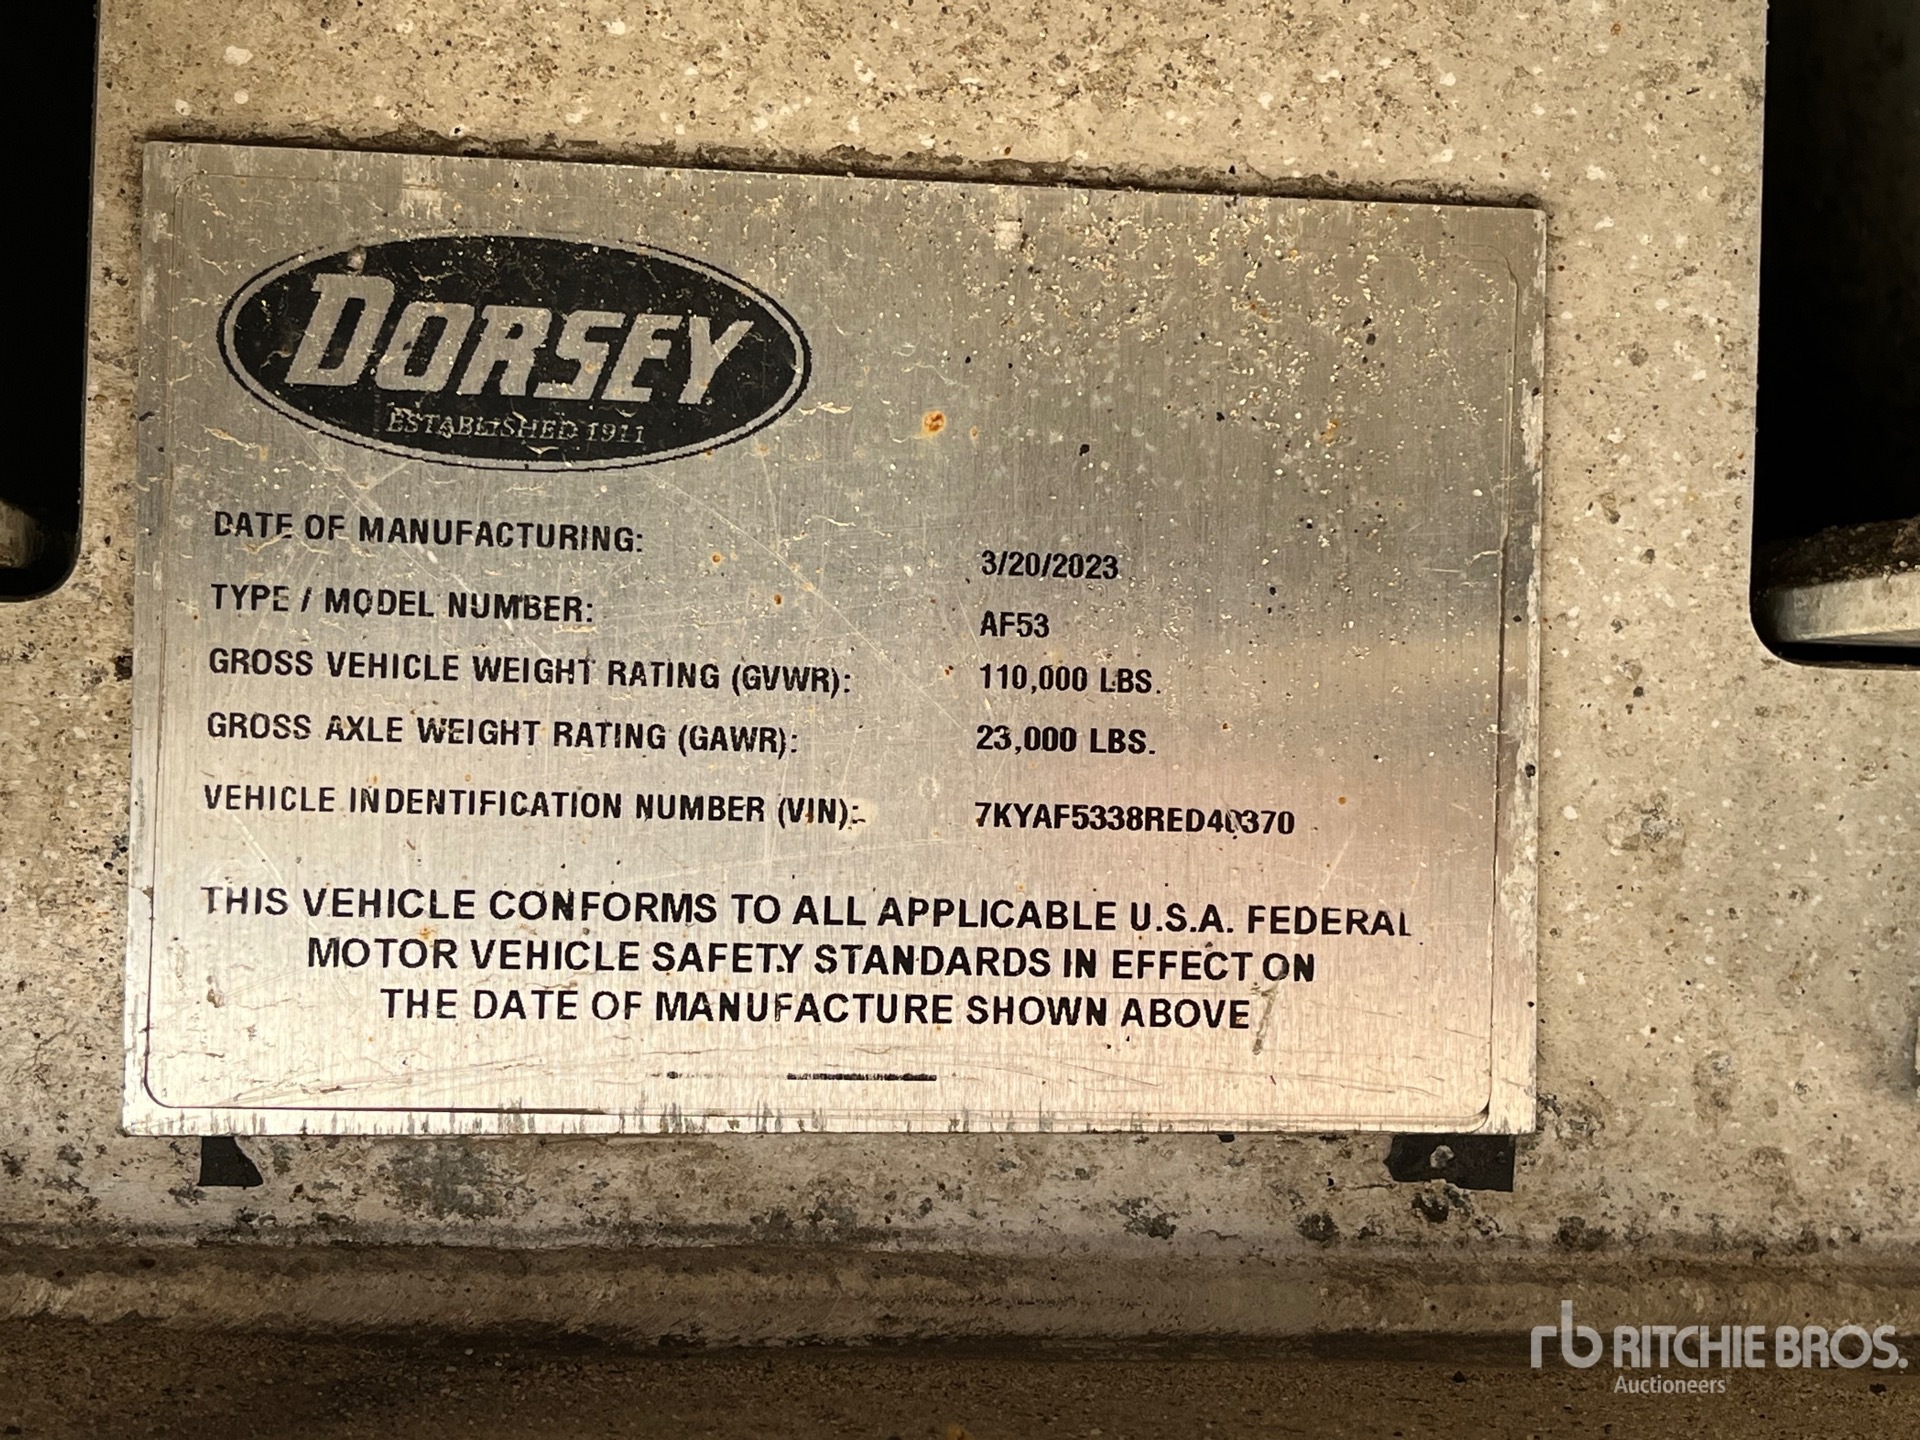 DORSEY
ESTABLISHED 1911
DATE OF MANUFACTURING: 3/20/2023
TYPE / MODEL NUMBER: AF53
GROSS VEHICLE WEIGHT RATING (GVWR): 110,000 LBS.
GROSS AXLE WEIGHT RATING (GAWR): 23,000 LBS.
VEHICLE INDENTIFICATION NUMBER (VIN): 7KYAF5338RED40370
THIS VEHICLE CONFORMS TO ALL APPLICABLE U.S.A. FEDERAL
MOTOR VEHICLE SAFETY STANDARDS IN EFFECT ON
THE DATE OF MANUFACTURE SHOWN ABOVE
rb RITCHIE BROS.
Auctioneers